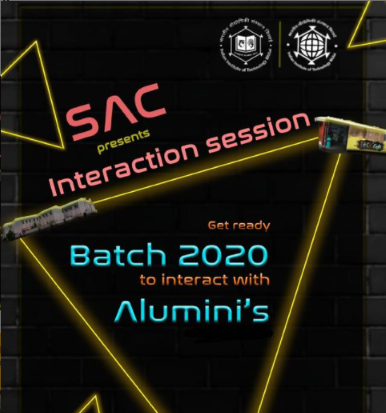 SAC
presents
Interaction session
Get ready
Batch 2020
to interact with
Alumini's